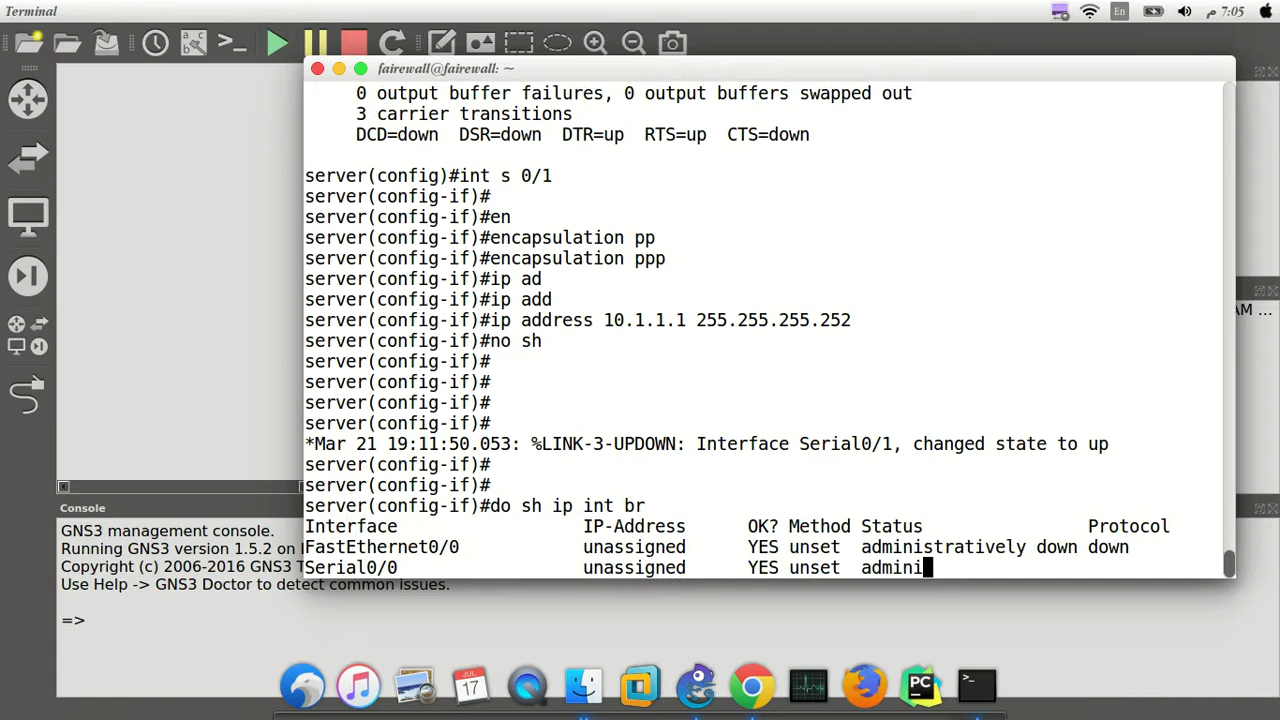 Terminal
En
م 7:05
fairewall@fairewall: ~
0 output buffer failures, 0 output buffers swapped out
3 carrier transitions
DCD=down DSR=down DTR=up RTS=up CTS=down
server(config)#int s 0/1
server(config-if)#
server(config-if)#en
server(config-if)#encapsulation pp
server(config-if)#encapsulation ppp
server(config-if)#ip ad
server(config-if)#ip add
server(config-if)#ip address 10.1.1.1 255.255.255.252
server(config-if)#no sh
server(config-if)#
server(config-if)#
server(config-if)#
server(config-if)#
*Mar 21 19:11:50.053: %LINK-3-UPDOWN: Interface Serial0/1, changed state to up
server(config-if)#
server(config-if)#
server(config-if)#do sh ip int br
Interface IP-Address OK? Method Status Protocol
FastEthernet0/0 unassigned YES unset administratively down down
Serial0/0 unassigned YES unset admini
AM ...
Console
GNS3 management console.
Running GNS3 version 1.5.2 on
Copyright (c) 2006-2016 GNS3
Use Help -> GNS3 Doctor to detect common issues.
=>
JUL
17
PC
>_